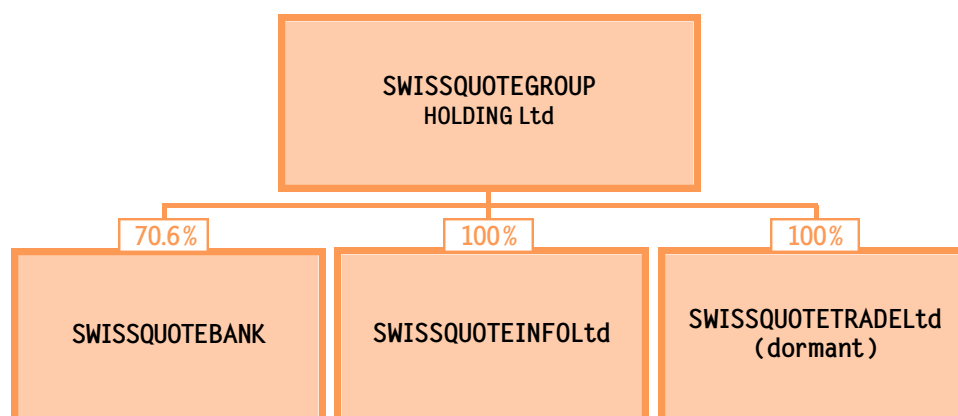 SWISSQUOTEGROUP
HOLDING Ltd
70.6%
100%
100%
SWISSQUOTEBANK
SWISSQUOTEINFOLtd
SWISSQUOTETRADELtd
(dormant)